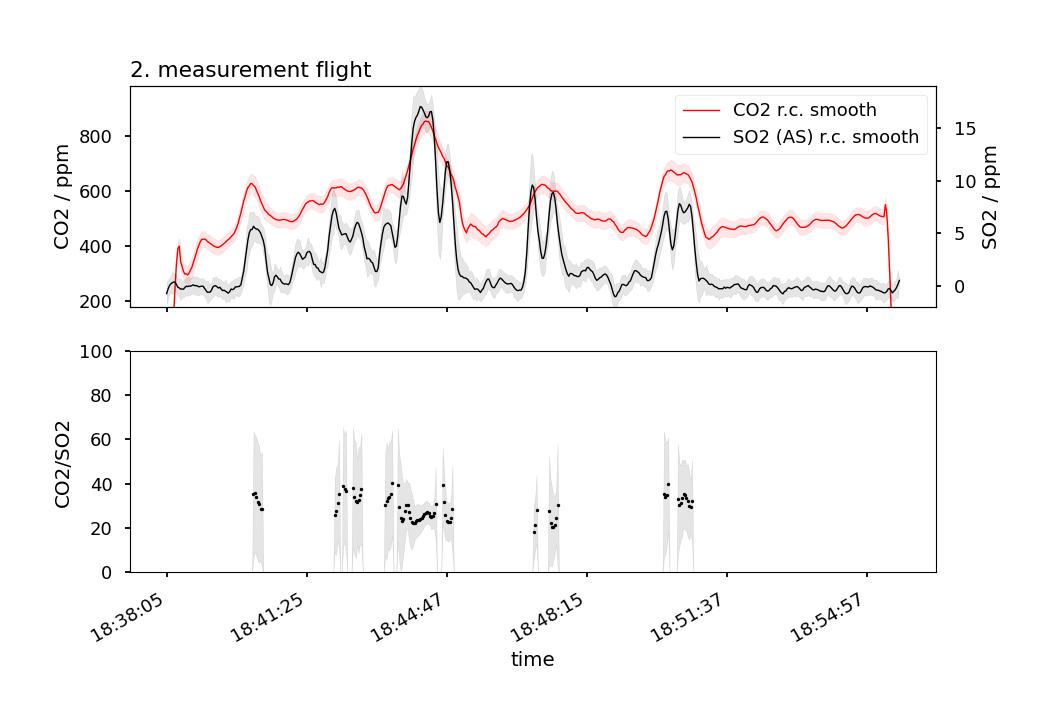 2. measurement flight
CO2 r.c. smooth
SO2 (AS) r.c. smooth
CO2 / ppm
800
600
400
200
SO2 / ppm
15
10
5
0
CO2/SO2
100
80
60
40
20
0
18:38:05
18:41:25
18:44:47
18:48:15
18:51:37
18:54:57
time